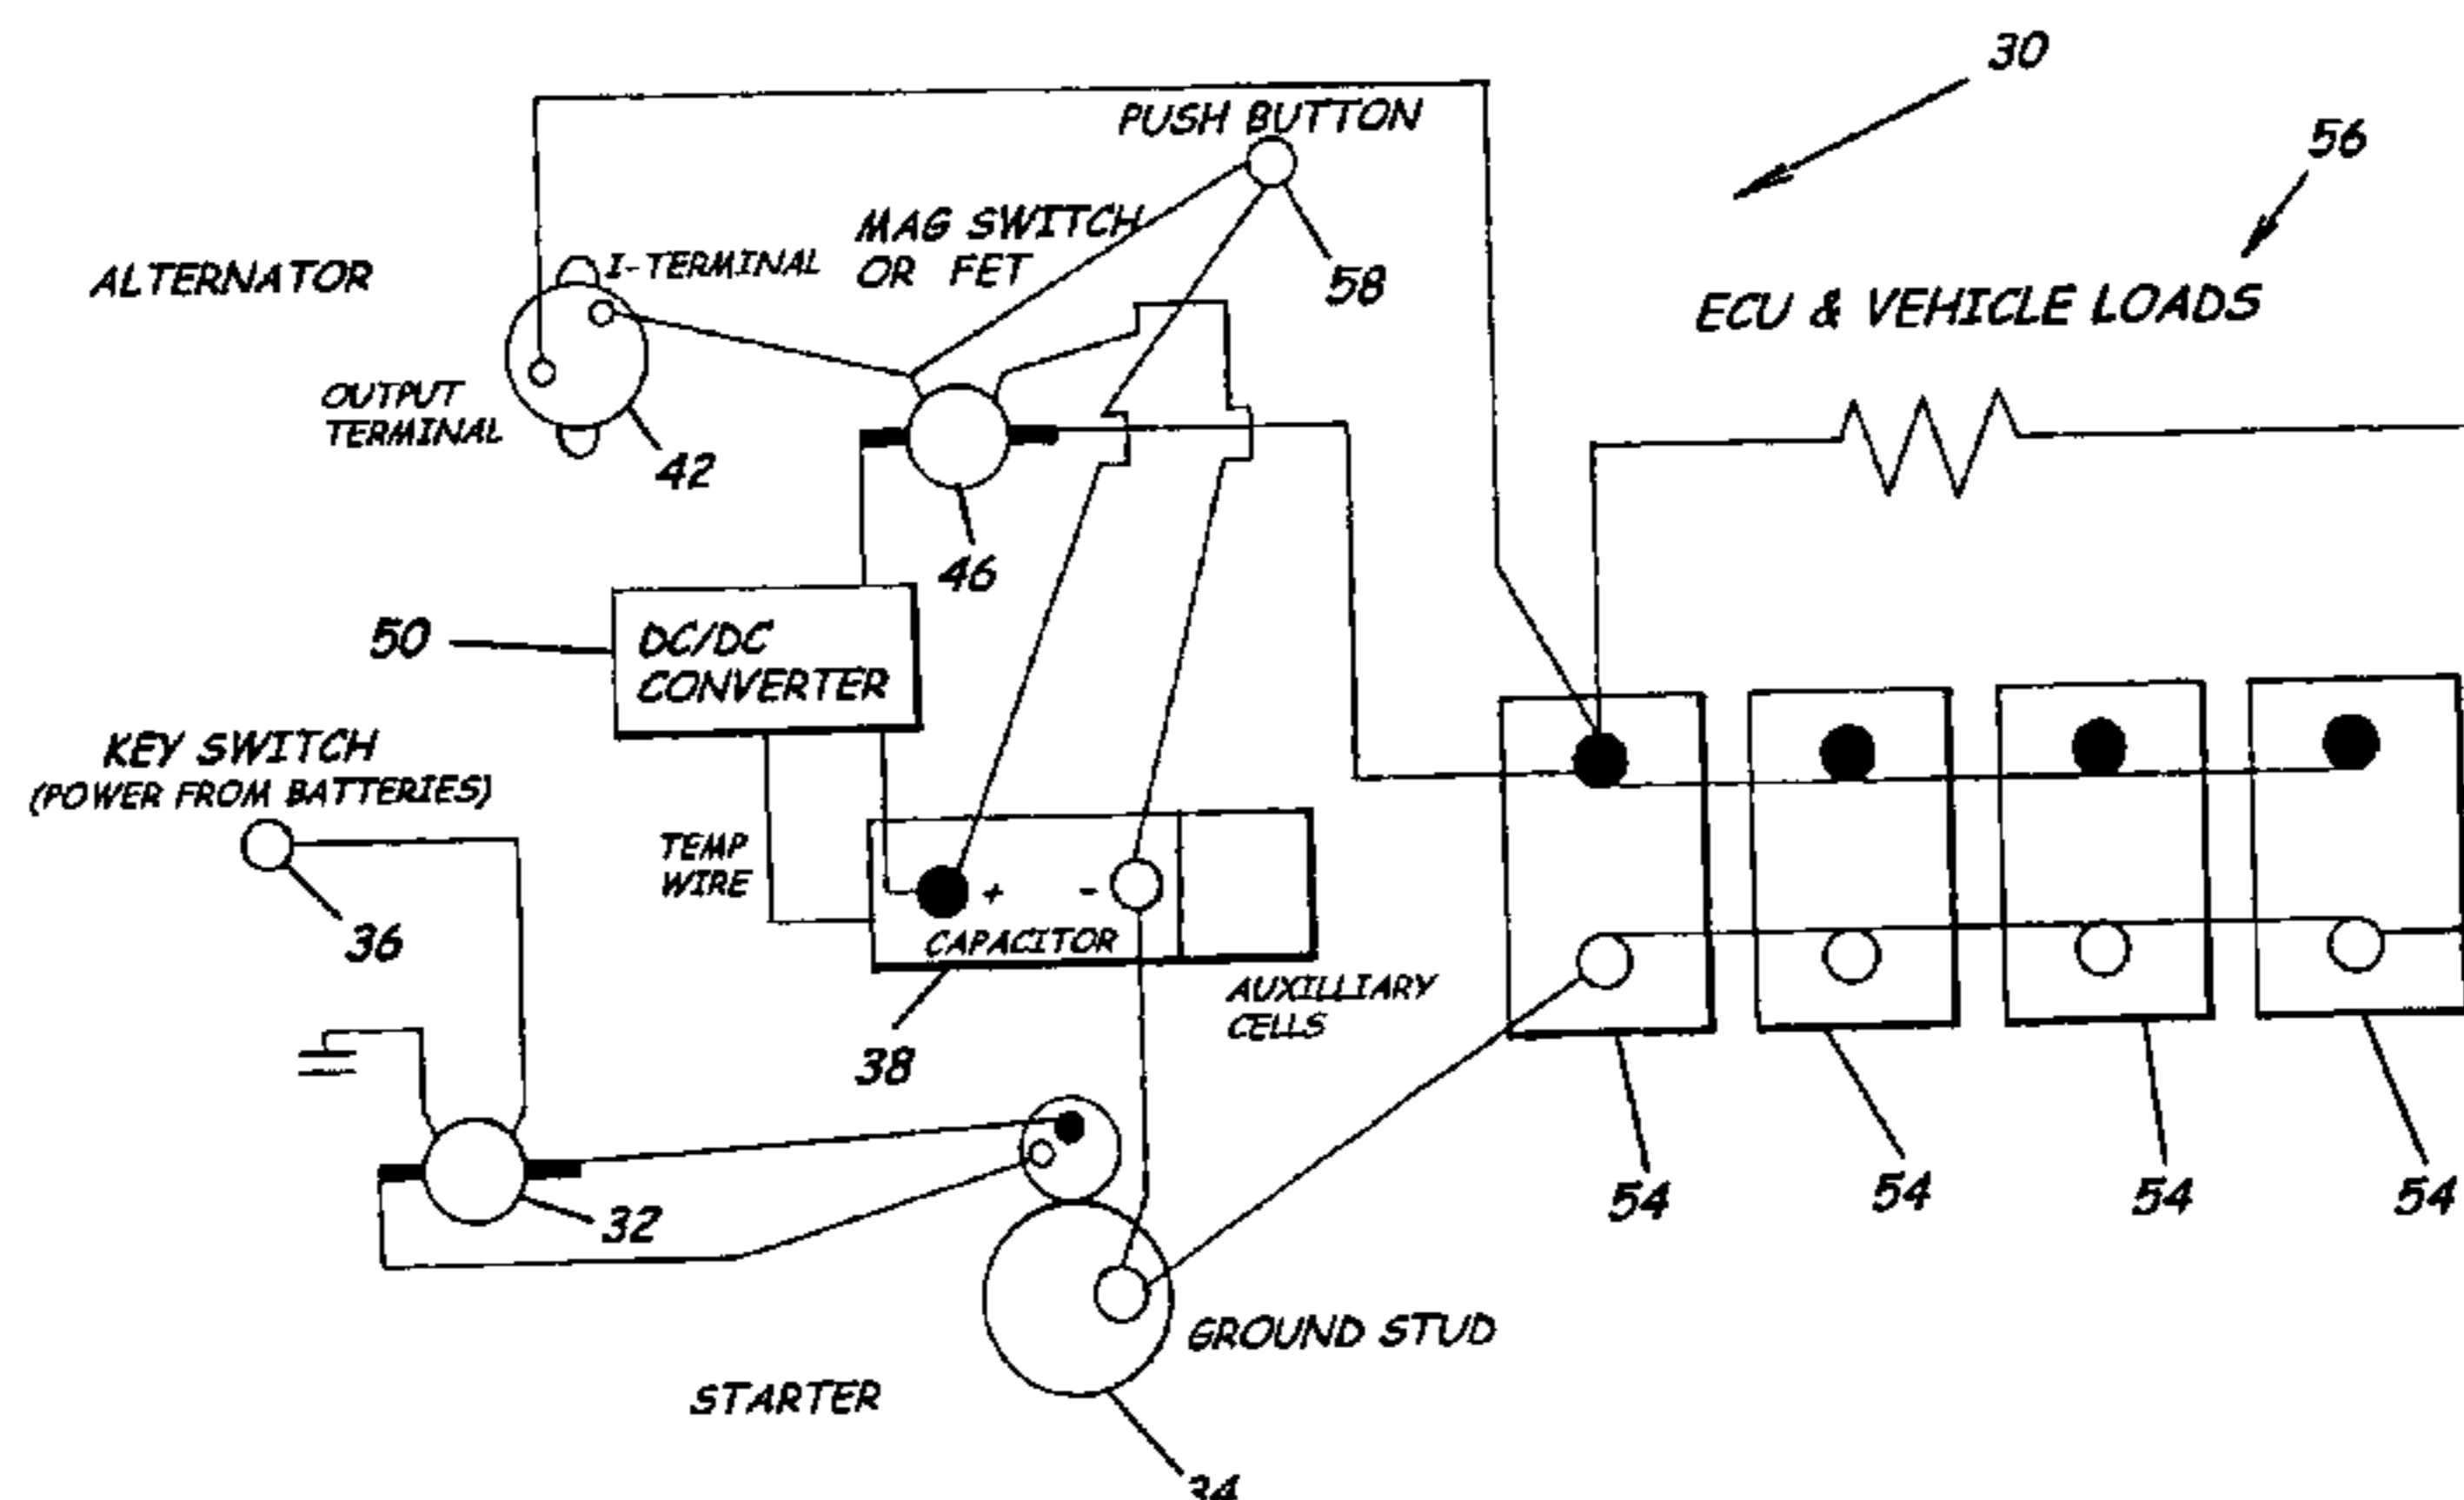 30
PUSH BUTTON
56
MAG SWITCH
OR FET
I-TERMINAL
ALTERNATOR
58
ECU & VEHICLE LOADS
OUTPUT
TERMINAL
42
46
50
DC/DC
CONVERTER
KEY SWITCH
(POWER FROM BATTERIES)
TEMP
WIRE
+ -
CAPACITOR
36
AUXILLIARY
CELLS
38
54
54
54
54
32
GROUND STUD
STARTER
34